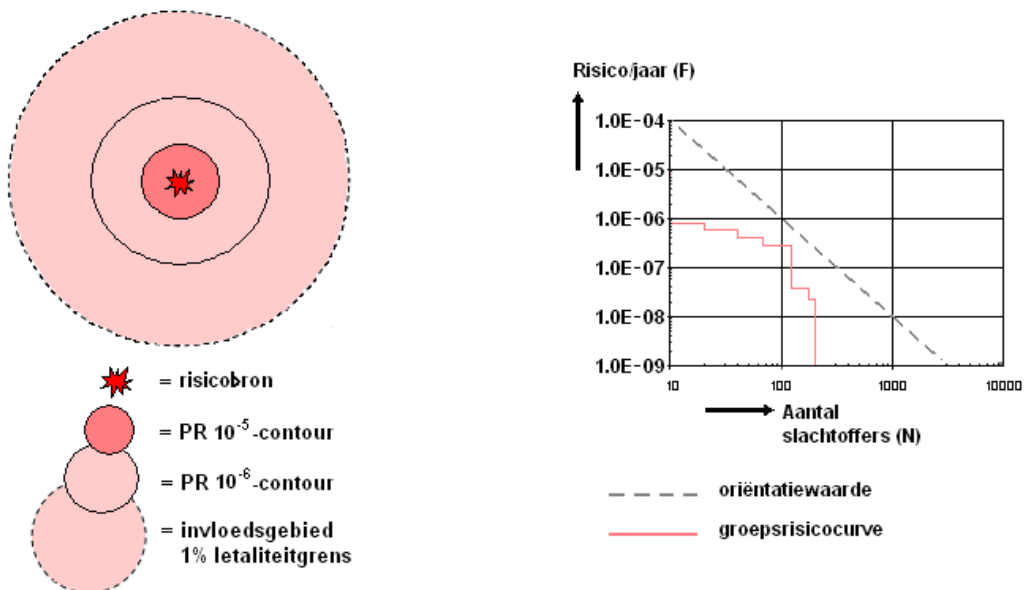 = risicobron
= PR 10⁻⁵-contour
= PR 10⁻⁶-contour
= invloedsgebied
1% letaliteitgrens
Risico/jaar (F)
1.0E-04
1.0E-05
1.0E-06
1.0E-07
1.0E-08
1.0E-09
10 100 1000 10000
Aantal
slachtoffers (N)
oriëntatiewaarde
groepsrisicocurve